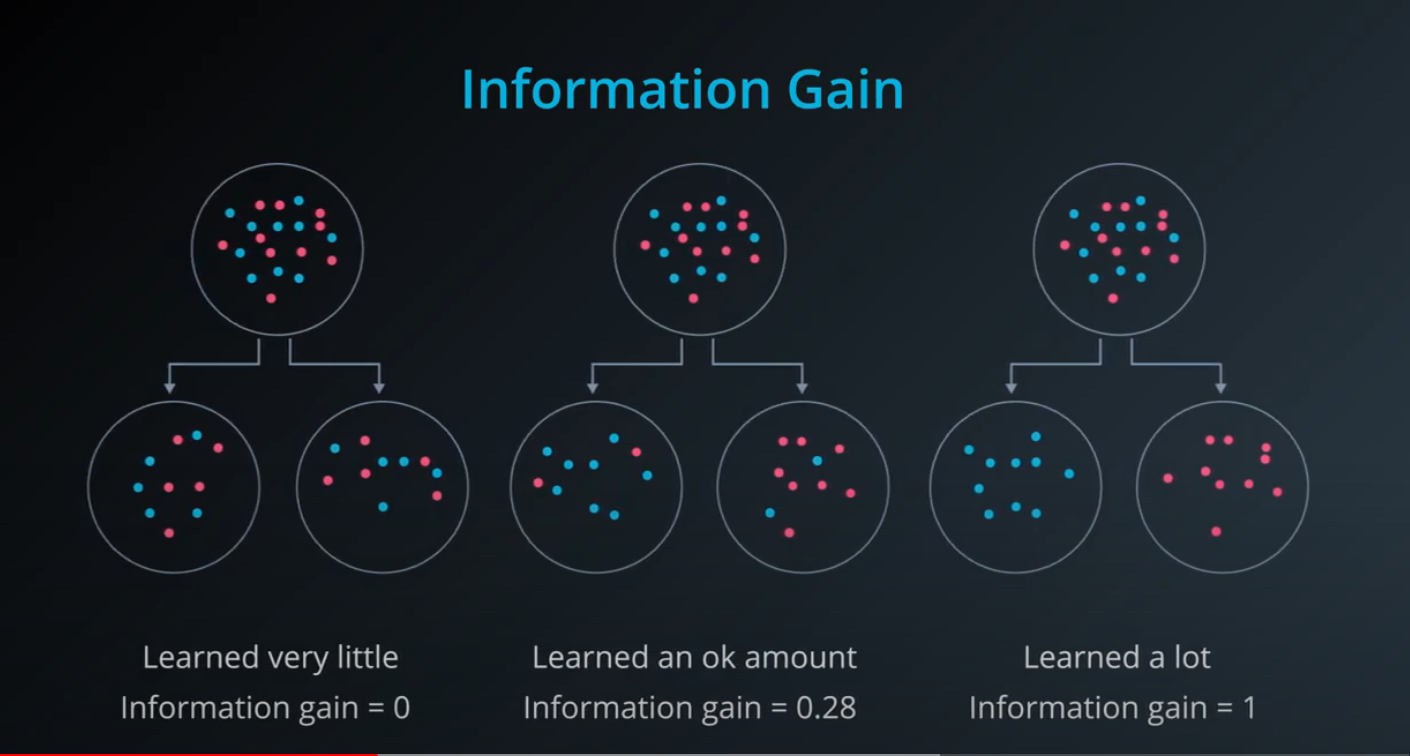 Information Gain
Learned very little
Information gain = 0
Learned an ok amount
Information gain = 0.28
Learned a lot
Information gain = 1